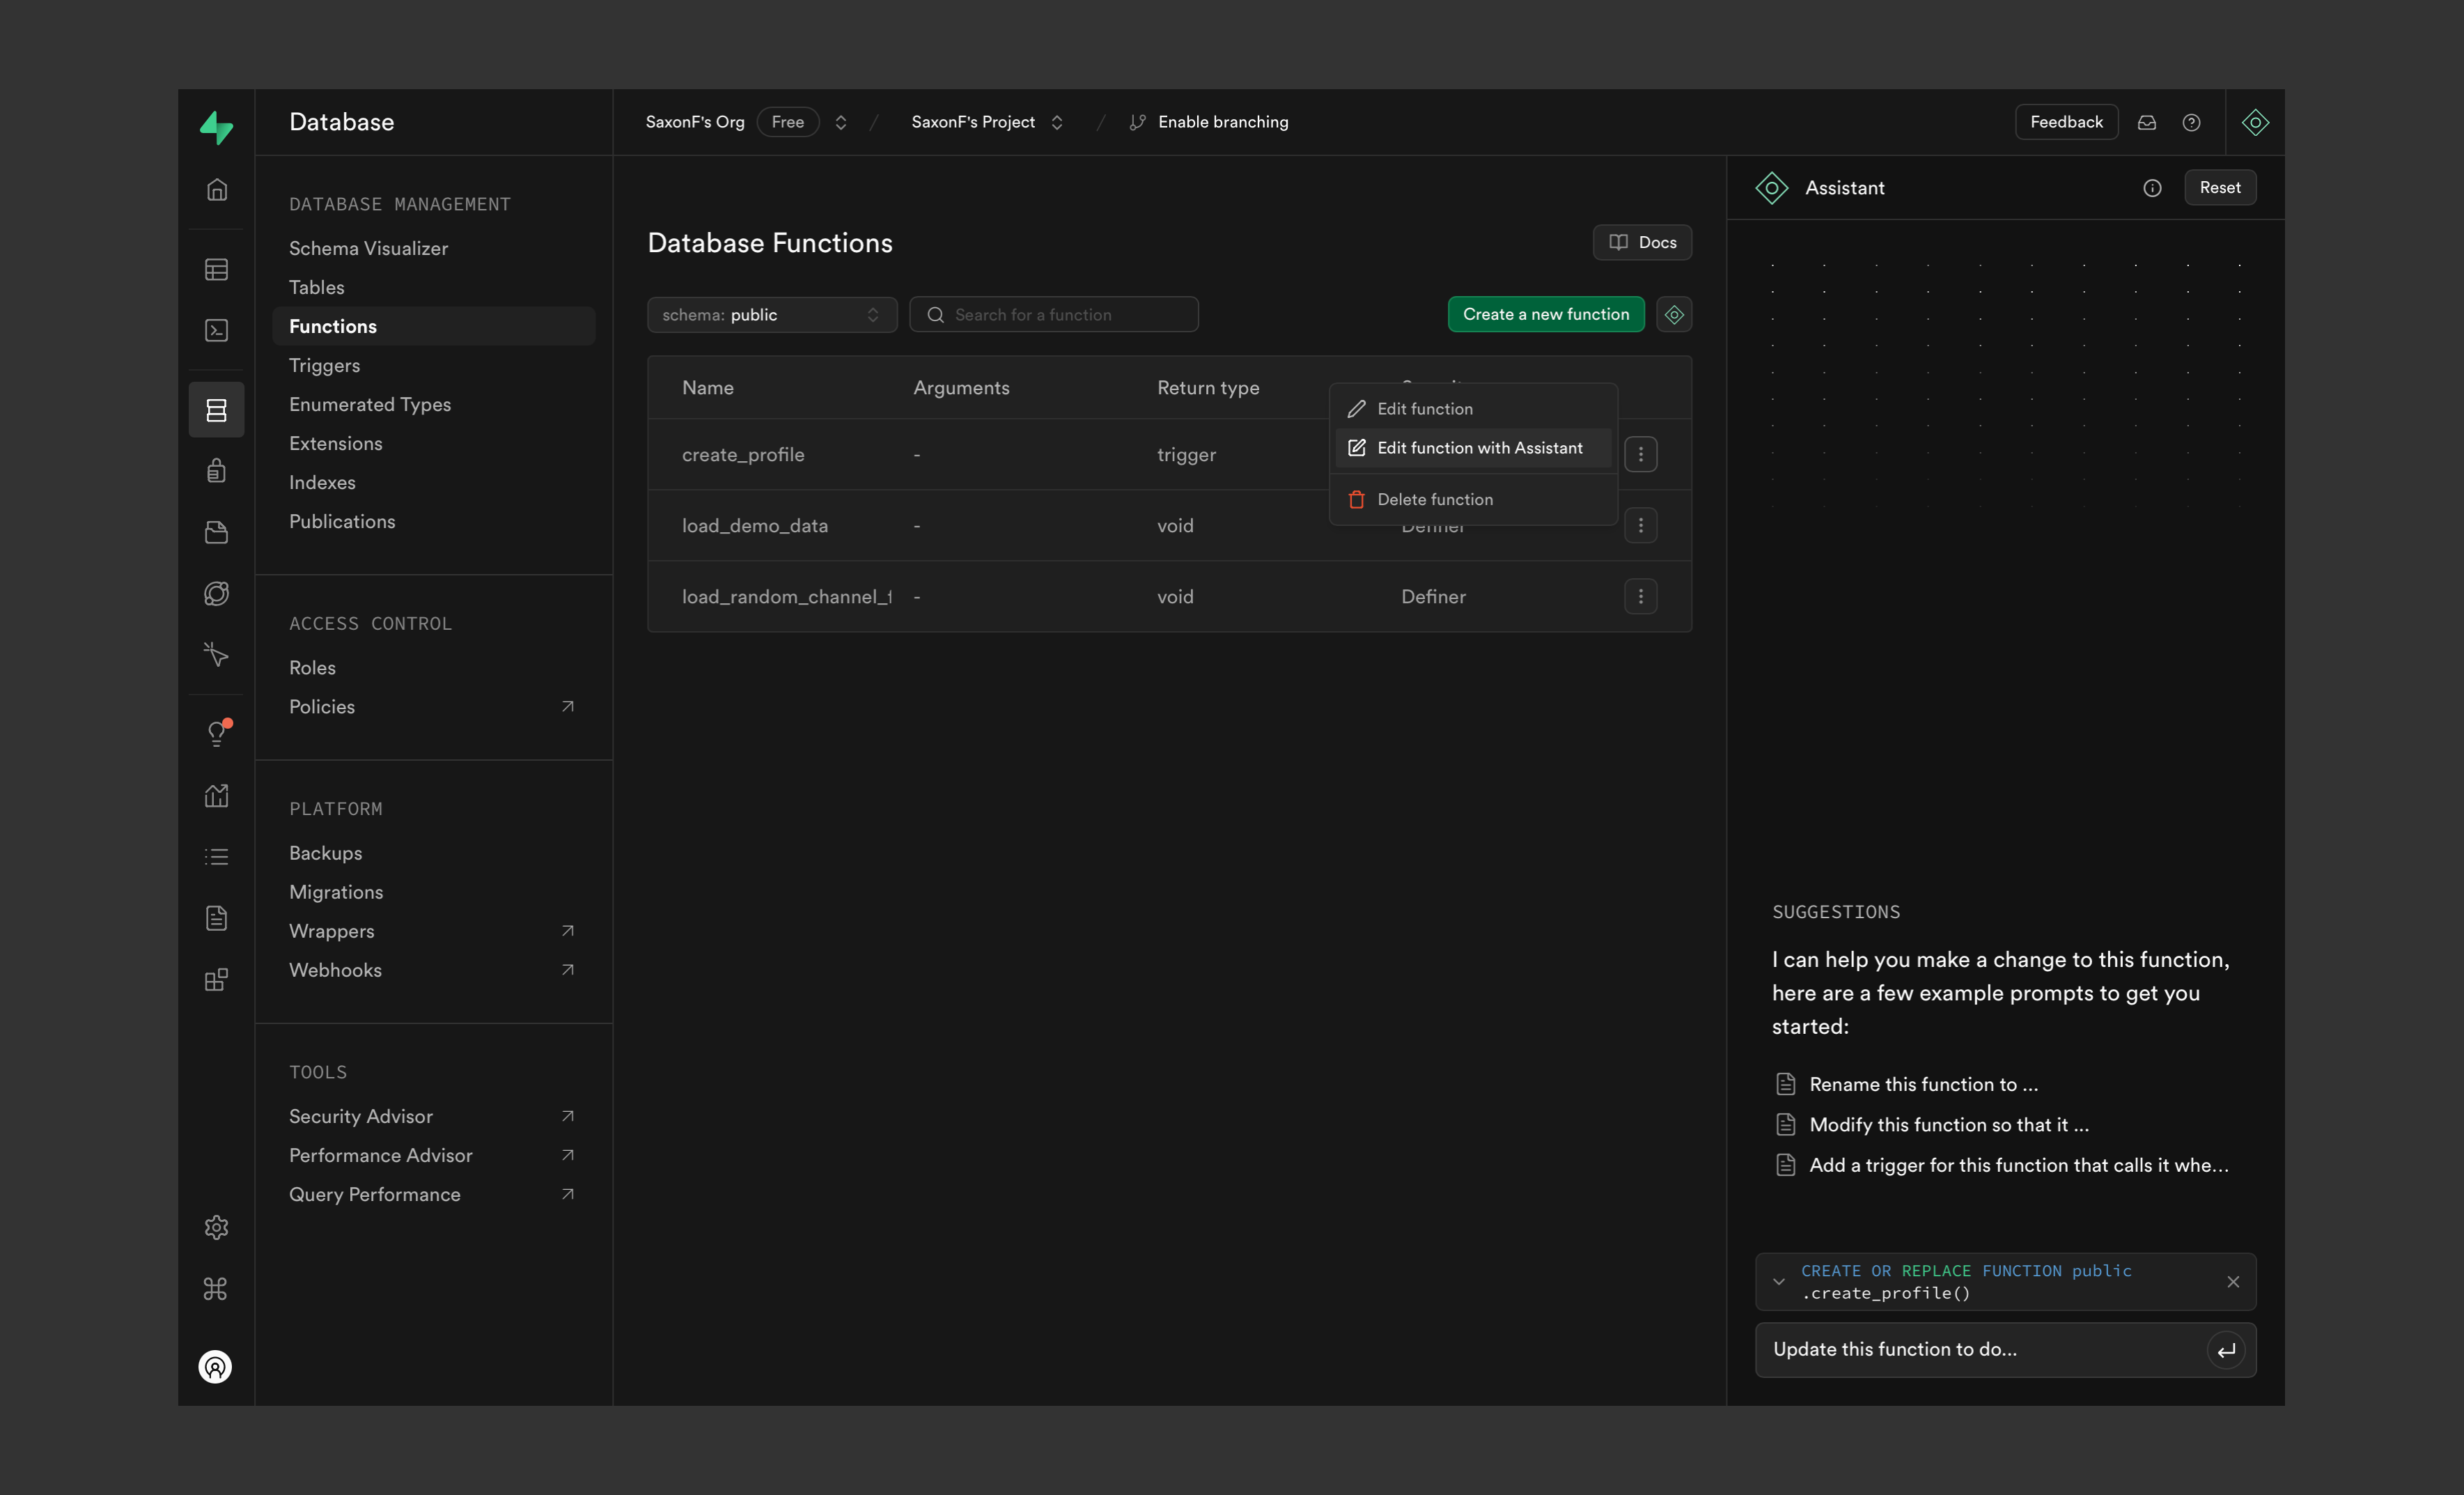 Database
SaxonF's Org Free / SaxonF's Project / Enable branching
Feedback
DATABASE MANAGEMENT
Schema Visualizer
Tables
Functions
Triggers
Enumerated Types
Extensions
Indexes
Publications
ACCESS CONTROL
Roles
Policies
PLATFORM
Backups
Migrations
Wrappers
Webhooks
TOOLS
Security Advisor
Performance Advisor
Query Performance
Database Functions
Docs
schema: public
Search for a function
Create a new function
Name Arguments Return type
create_profile - trigger
load_demo_data - void Definer
load_random_channel_ - void Definer
Edit function
Edit function with Assistant
Delete function
Assistant
Reset
SUGGESTIONS
I can help you make a change to this function,
here are a few example prompts to get you
started:
Rename this function to ...
Modify this function so that it ...
Add a trigger for this function that calls it whe...
CREATE OR REPLACE FUNCTION public
.create_profile()
Update this function to do...